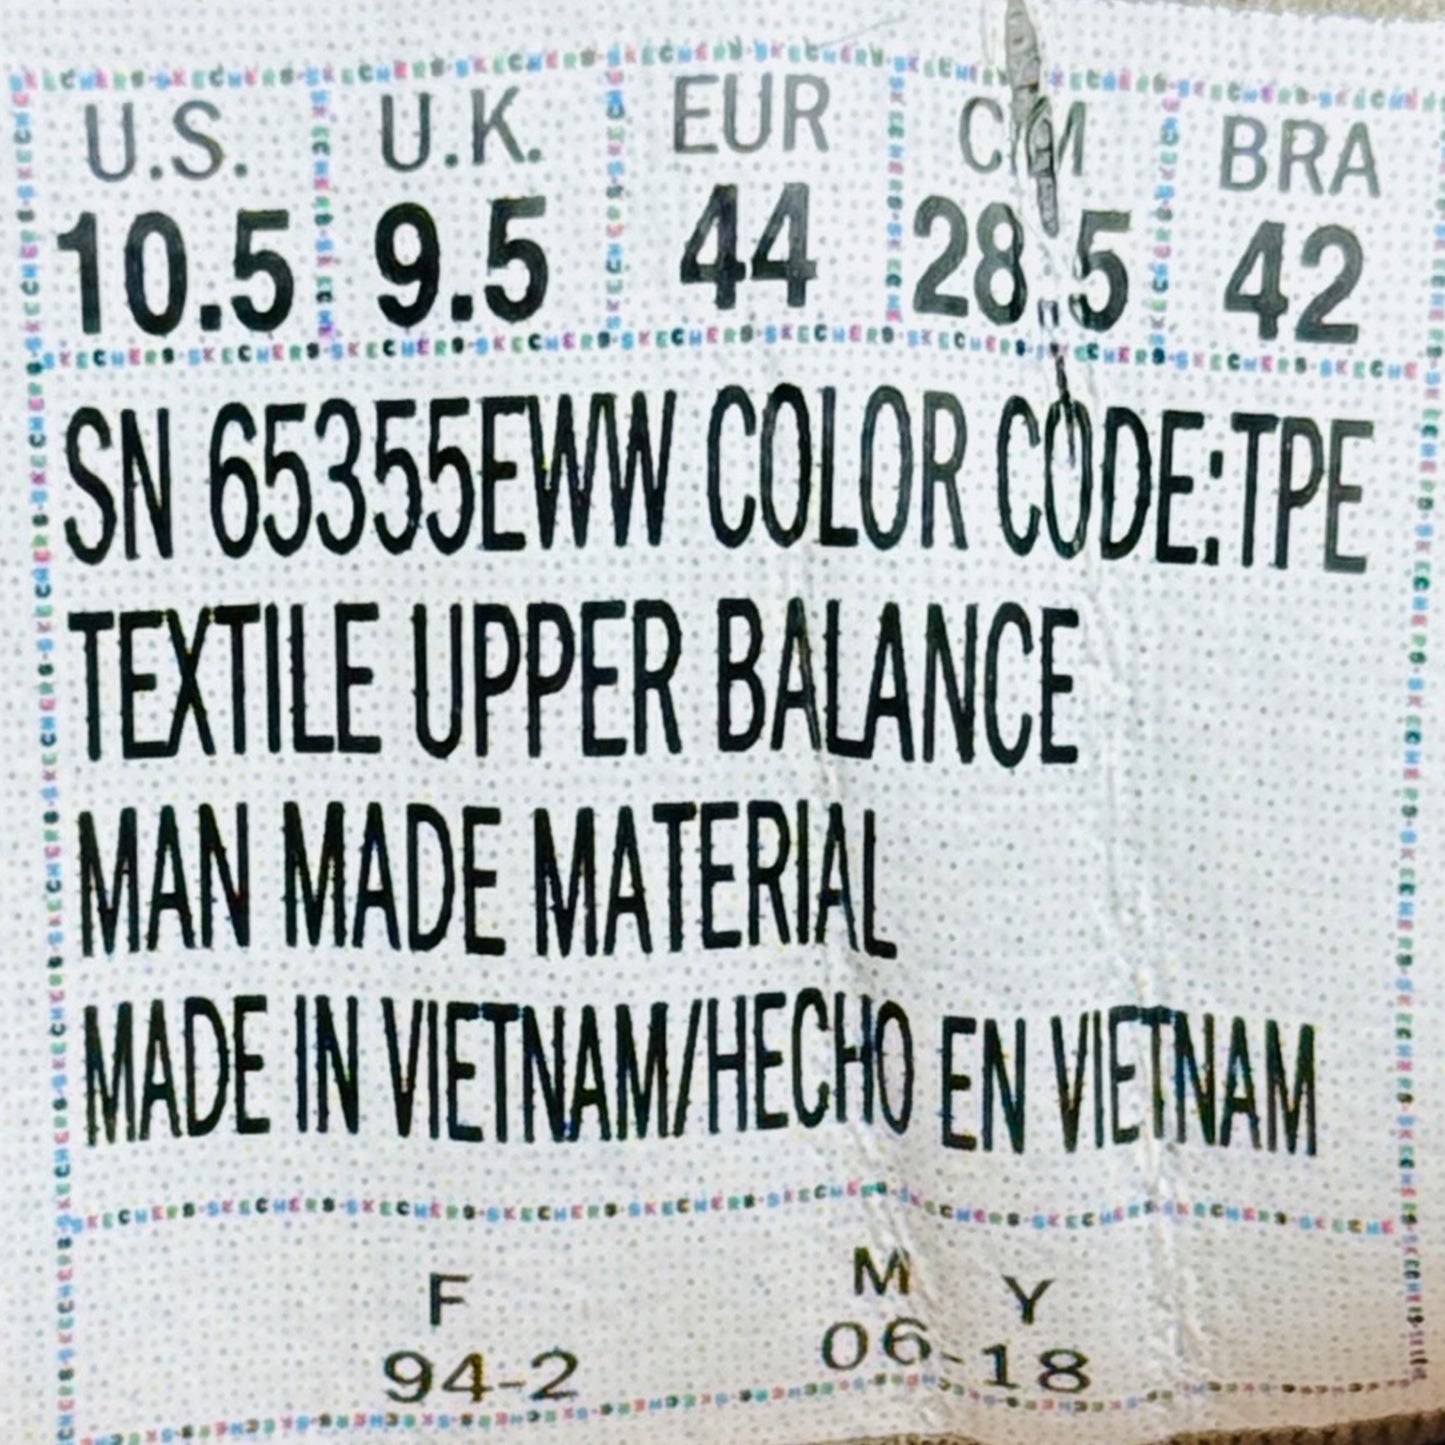 U.S. U.K. EUR CM BRA
10.5 9.5 44 28.5 42
SN 65355EWW COLOR CODE:TPE
TEXTILE UPPER BALANCE
MAN MADE MATERIAL
MADE IN VIETNAM/HECHO EN VIETNAM
F M Y
94-2 06-18
SKECHERS